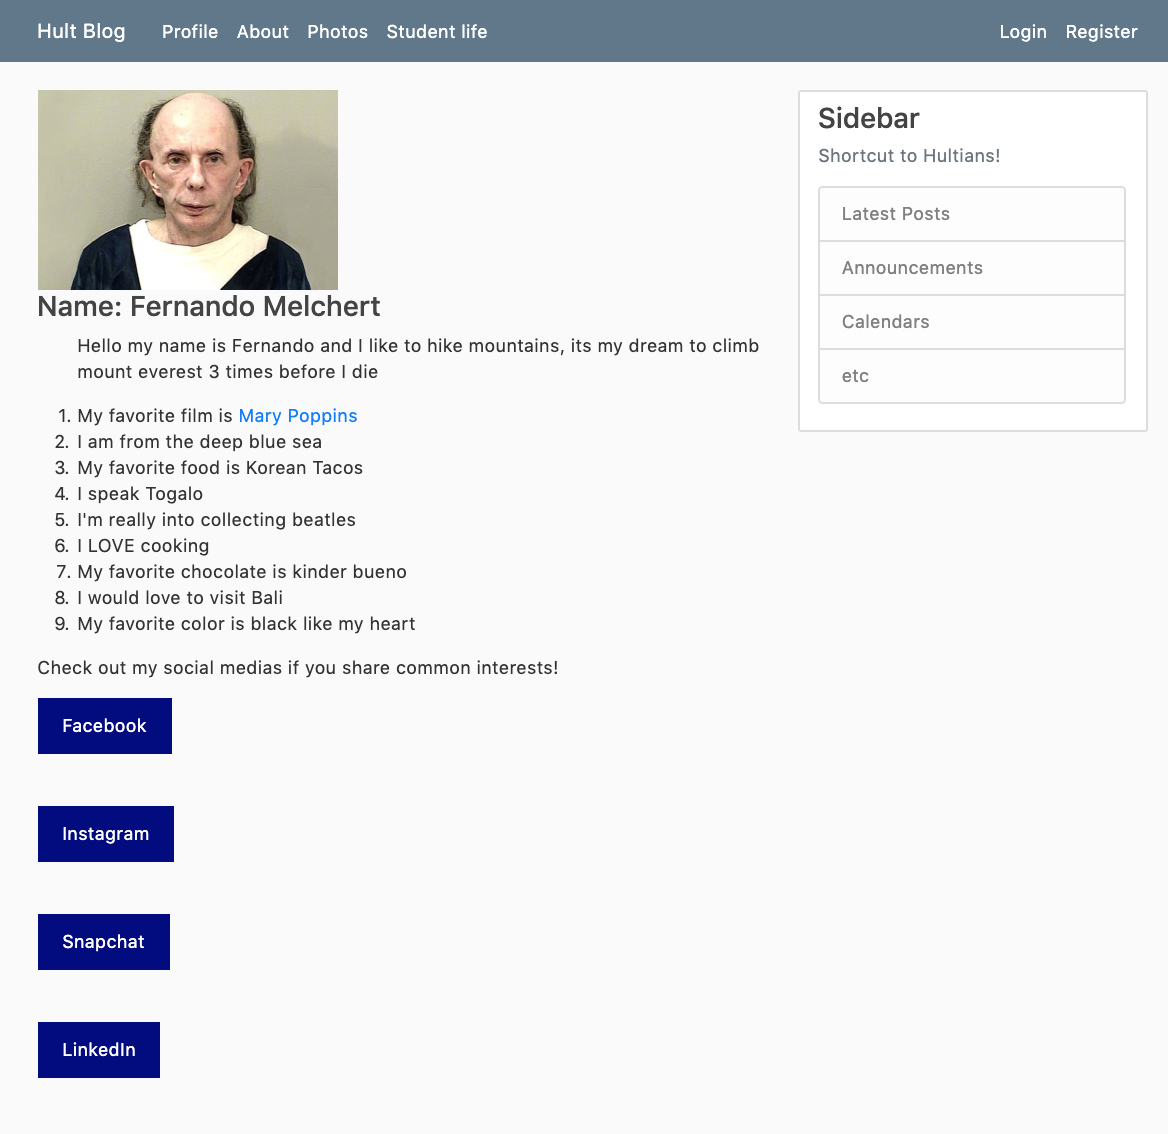 Hult Blog Profile About Photos Student life Login Register
Name: Fernando Melchert
Hello my name is Fernando and I like to hike mountains, its my dream to climb
mount everest 3 times before I die
1. My favorite film is Mary Poppins
2. I am from the deep blue sea
3. My favorite food is Korean Tacos
4. I speak Togalo
5. I'm really into collecting beatles
6. I LOVE cooking
7. My favorite chocolate is kinder bueno
8. I would love to visit Bali
9. My favorite color is black like my heart
Check out my social medias if you share common interests!
Facebook
Instagram
Snapchat
LinkedIn
Sidebar
Shortcut to Hultians!
Latest Posts
Announcements
Calendars
etc